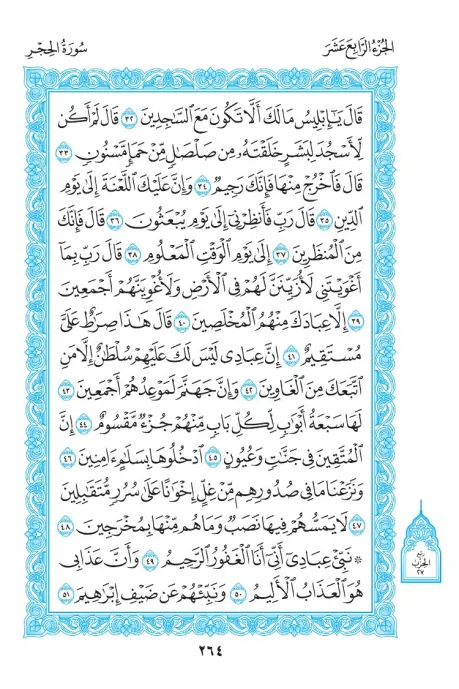 الجُزْءُ الرَّابِعَ عَشَرَ
سُورَةُ الحِجْرِ
قَالَ يَٰٓإِبْلِيسُ مَا لَكَ أَلَّا تَكُونَ مَعَ ٱلسَّٰجِدِينَ ٣٢ قَالَ لَمْ أَكُن
لِّأَسْجُدَ لِبَشَرٍ خَلَقْتَهُۥ مِن صَلْصَٰلٍ مِّنْ حَمَإٍ مَّسْنُونٍ ٣٣
قَالَ فَٱخْرُجْ مِنْهَا فَإِنَّكَ رَجِيمٌ ٣٤ وَإِنَّ عَلَيْكَ ٱللَّعْنَةَ إِلَىٰ يَوْمِ
ٱلدِّينِ ٣٥ قَالَ رَبِّ فَأَنظِرْنِىٓ إِلَىٰ يَوْمِ يُبْعَثُونَ ٣٦ قَالَ فَإِنَّكَ
مِنَ ٱلْمُنظَرِينَ ٣٧ إِلَىٰ يَوْمِ ٱلْوَقْتِ ٱلْمَعْلُومِ ٣٨ قَالَ رَبِّ بِمَآ
أَغْوَيْتَنِى لَأُزَيِّنَنَّ لَهُمْ فِى ٱلْأَرْضِ وَلَأُغْوِيَنَّهُمْ أَجْمَعِينَ
٣٩ إِلَّا عِبَادَكَ مِنْهُمُ ٱلْمُخْلَصِينَ ٤٠ قَالَ هَٰذَا صِرَٰطٌ عَلَىَّ
مُسْتَقِيمٌ ٤١ إِنَّ عِبَادِى لَيْسَ لَكَ عَلَيْهِمْ سُلْطَٰنٌ إِلَّا مَنِ
ٱتَّبَعَكَ مِنَ ٱلْغَاوِينَ ٤٢ وَإِنَّ جَهَنَّمَ لَمَوْعِدُهُمْ أَجْمَعِينَ ٤٣
لَهَا سَبْعَةُ أَبْوَٰبٍ لِّكُلِّ بَابٍ مِّنْهُمْ جُزْءٌ مَّقْسُومٌ ٤٤ إِنَّ
ٱلْمُتَّقِينَ فِى جَنَّٰتٍ وَعُيُونٍ ٤٥ ٱدْخُلُوهَا بِسَلَٰمٍ ءَامِنِينَ ٤٦
وَنَزَعْنَا مَا فِى صُدُورِهِم مِّنْ غِلٍّ إِخْوَٰنًا عَلَىٰ سُرُرٍ مُّتَقَٰبِلِينَ
٤٧ لَا يَمَسُّهُمْ فِيهَا نَصَبٌ وَمَا هُم مِّنْهَا بِمُخْرَجِينَ ٤٨
۞ نَبِّئْ عِبَادِىٓ أَنِّىٓ أَنَا ٱلْغَفُورُ ٱلرَّحِيمُ ٤٩ وَأَنَّ عَذَابِى
هُوَ ٱلْعَذَابُ ٱلْأَلِيمُ ٥٠ وَنَبِّئْهُمْ عَن ضَيْفِ إِبْرَٰهِيمَ ٥١
ربع
الحزب
٢٧
٢٦٤